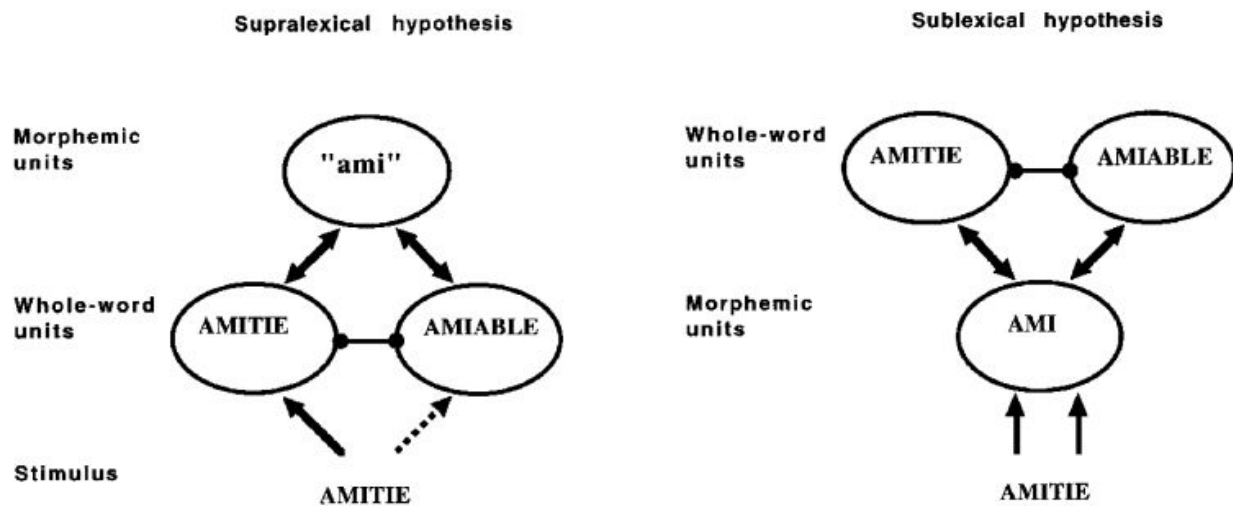 Supralexical hypothesis
Morphemic
units
"ami"
Whole-word
units
AMITIE
AMIABLE
Stimulus
AMITIE
Sublexical hypothesis
Whole-word
units
AMITIE
AMIABLE
Morphemic
units
AMI
AMITIE